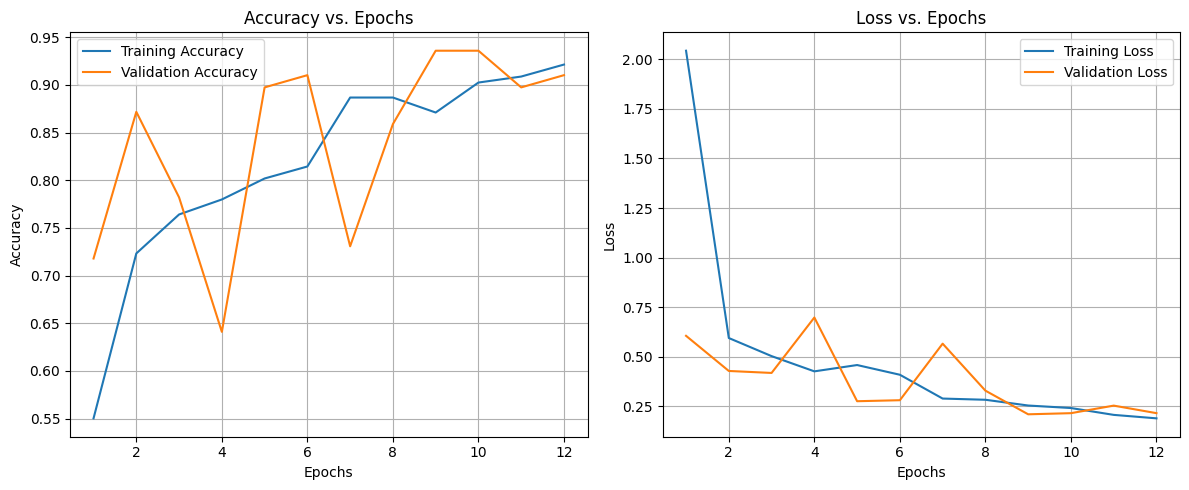 Accuracy vs. Epochs
Training Accuracy
Validation Accuracy
0.95
0.90
0.85
0.80
0.75
0.70
0.65
0.60
0.55
Accuracy
2 4 6 8 10 12
Epochs
Loss vs. Epochs
Training Loss
Validation Loss
2.00
1.75
1.50
1.25
1.00
0.75
0.50
0.25
Loss
2 4 6 8 10 12
Epochs